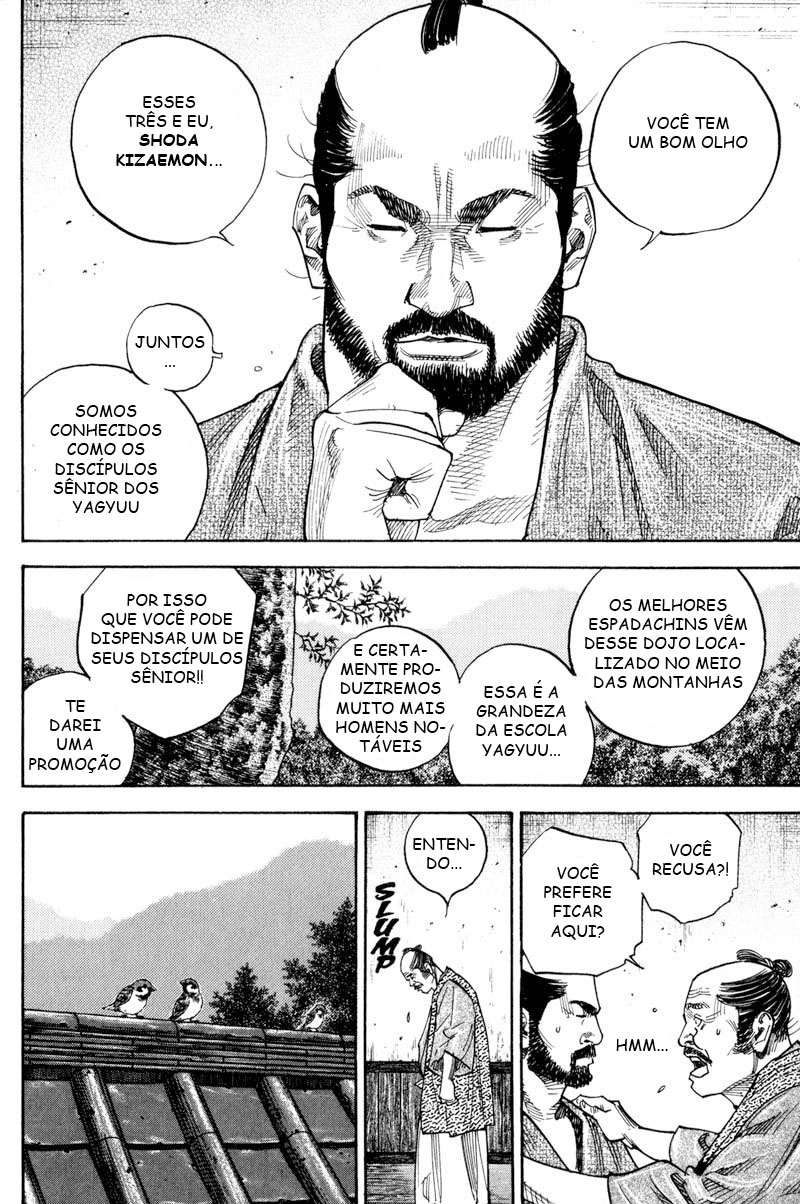 VOCÊ TEM
UM BOM OLHO
ESSES
TRÊS E EU,
SHODA
KIZAEMON...
JUNTOS
...
SOMOS
CONHECIDOS
COMO OS
DISCÍPULOS
SÊNIOR DOS
YAGYUU
OS MELHORES
ESPADACHINS VÊM
DESSE DOJO LOCA-
LIZADO NO MEIO
DAS MONTANHAS
ESSA É A
GRANDEZA
DA ESCOLA
YAGYUU...
E CERTA-
MENTE PRO-
DUZIREMOS
MUITO MAIS
HOMENS NO-
TÁVEIS
POR ISSO
QUE VOCÊ PODE
DISPENSAR UM DE
SEUS DISCÍPULOS
SÊNIOR!!
TE
DAREI
UMA
PROMOÇÃO
VOCÊ
RECUSA?!
VOCÊ
PREFERE
FICAR
AQUI?
HMM...
ENTEN-
DO...
SLUMP